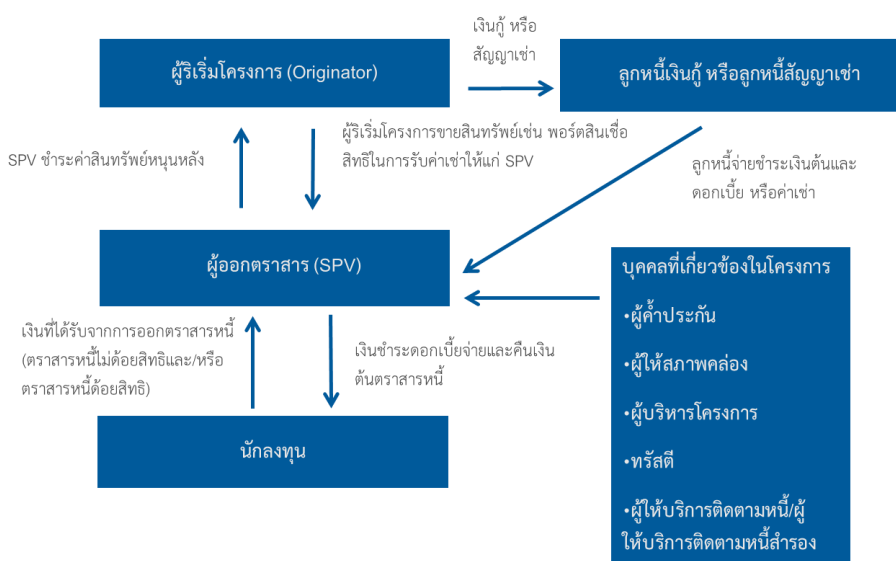 เงินกู้ หรือ
สัญญาเช่า
ผู้ริเริ่มโครงการ (Originator)
ลูกหนี้เงินกู้ หรือลูกหนี้สัญญาเช่า
SPV ชำระค่าสินทรัพย์หนุนหลัง
ผู้ริเริ่มโครงการขายสินทรัพย์เช่น พอร์ตสินเชื่อ
สิทธิในการรับค่าเช่าให้แก่ SPV
ลูกหนี้จ่ายชำระเงินต้นและ
ดอกเบี้ย หรือค่าเช่า
ผู้ออกตราสาร (SPV)
บุคคลที่เกี่ยวข้องในโครงการ
•ผู้ค้ำประกัน
•ผู้ให้สภาพคล่อง
•ผู้บริหารโครงการ
•ทรัสตี
•ผู้ให้บริการติดตามหนี้/ผู้
ให้บริการติดตามหนี้สำรอง
เงินที่ได้รับจากการออกตราสารหนี้
(ตราสารหนี้ไม่ด้อยสิทธิและ/หรือ
ตราสารหนี้ด้อยสิทธิ)
เงินชำระดอกเบี้ยจ่ายและคืนเงิน
ต้นตราสารหนี้
นักลงทุน